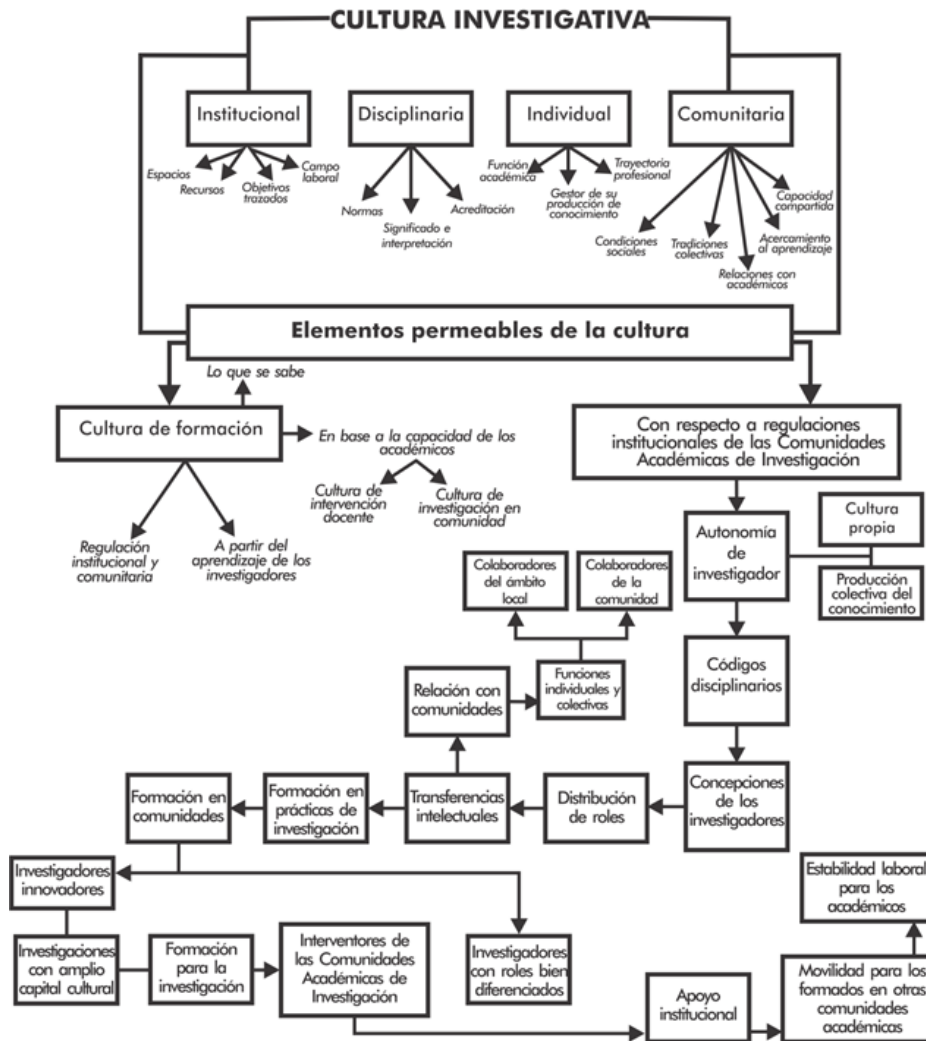 CULTURA INVESTIGATIVA
Institucional
Disciplinaria
Individual
Comunitaria
Espacios
Recursos
Objetivos
trazados
Campo
laboral
Normas
Significado e
interpretación
Acreditación
Función
académica
Gestor de su
producción de
conocimiento
Trayectoria
profesional
Condiciones
sociales
Tradiciones
colectivas
Relaciones con
académicos
Acercamiento
al aprendizaje
Capacidad
compartida
Elementos permeables de la cultura
Lo que se sabe
Cultura de formación
En base a la capacidad de los
académicos
Cultura de
intervención
docente
Cultura de
investigación en
comunidad
Regulación
institucional y
comunitaria
A partir del
aprendizaje de los
investigadores
Con respecto a regulaciones
institucionales de las Comunidades
Académicas de Investigación
Autonomía
de
investigador
Cultura
propia
Producción
colectiva del
conocimiento
Colaboradores
del ámbito
local
Colaboradores
de la
comunidad
Códigos
disciplinarios
Relación con
comunidades
Funciones
individuales y
colectivas
Concepciones
de los
investigadores
Distribución
de roles
Transferencias
intelectuales
Formación en
prácticas de
investigación
Formación en
comunidades
Investigadores
innovadores
Investigaciones
con amplio
capital cultural
Formación
para la
investigación
Interventores de
las Comunidades
Académicas de
Investigación
Investigadores
con roles bien
diferenciados
Apoyo
institucional
Movilidad para los
formados en otras
comunidades
académicas
Estabilidad laboral
para los
académicos